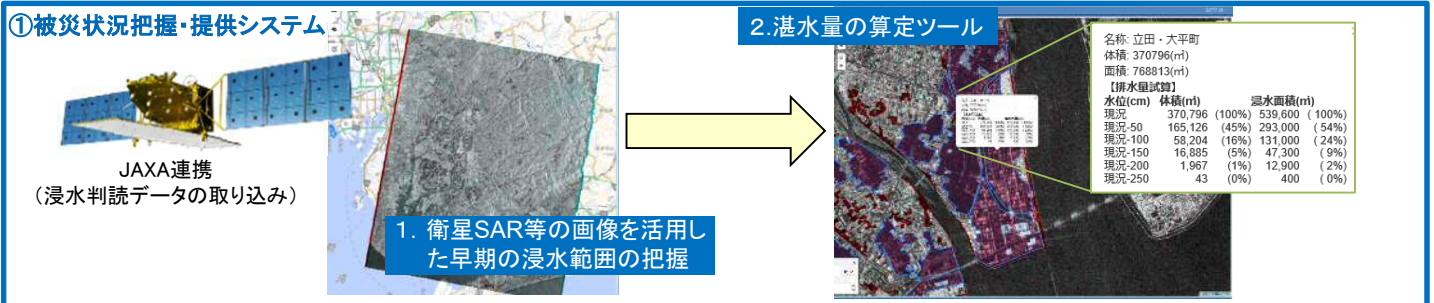 ①被災状況把握・提供システム
JAXA連携
（浸水判読データの取り込み）
1. 衛星SAR等の画像を活用し
た早期の浸水範囲の把握
2.湛水量の算定ツール
名称: 立田・大平町
体積: 370796(㎥)
面積: 768813(㎡)
【排水量試算】
水位(cm) 体積(㎥) 浸水面積(㎡)
現況 370,796 (100%) 539,600 ( 100%)
現況-50 165,126 (45%) 293,000 ( 54%)
現況-100 58,204 (16%) 131,000 ( 24%)
現況-150 16,885 (5%) 47,300 ( 9%)
現況-200 1,967 (1%) 12,900 ( 2%)
現況-250 43 (0%) 400 ( 0%)